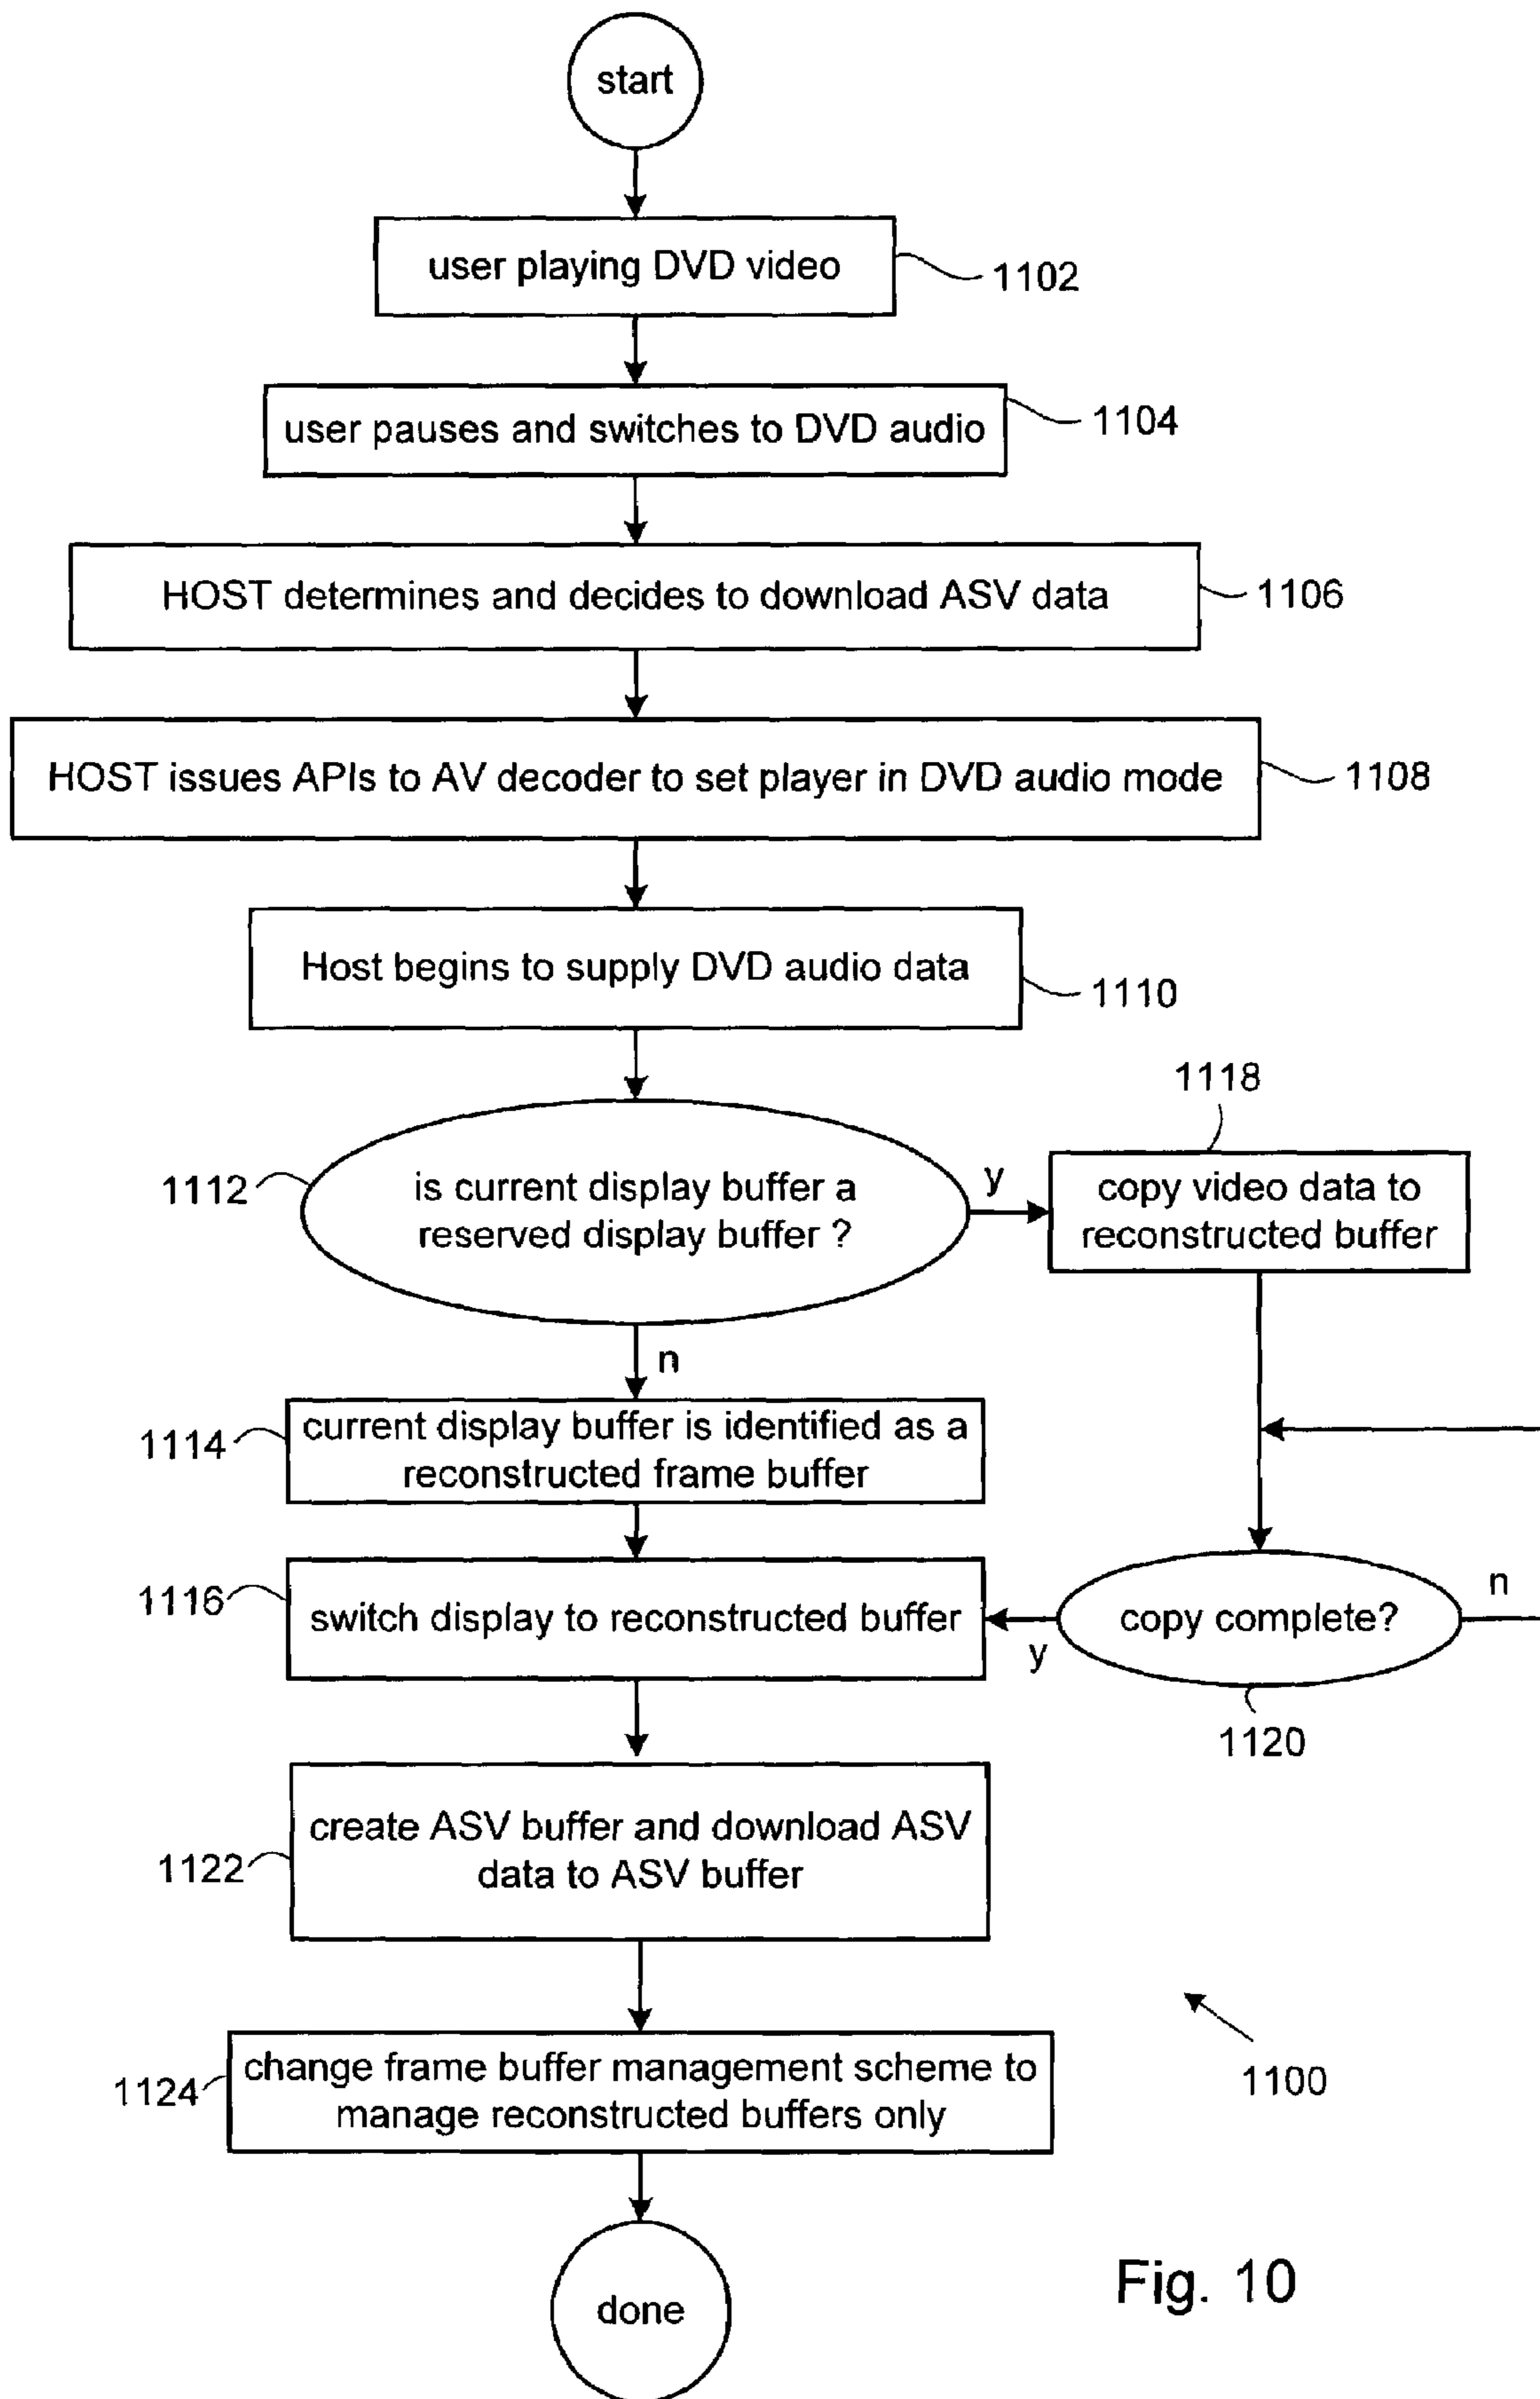 start
user playing DVD video
1102
user pauses and switches to DVD audio
1104
HOST determines and decides to download ASV data
1106
HOST issues APIs to AV decoder to set player in DVD audio mode
1108
Host begins to supply DVD audio data
1110
1112
is current display buffer a
reserved display buffer ?
y
1118
copy video data to
reconstructed buffer
n
1114
current display buffer is identified as a
reconstructed frame buffer
1116
switch display to reconstructed buffer
y
copy complete?
n
1120
1122
create ASV buffer and download ASV
data to ASV buffer
1124
change frame buffer management scheme to
manage reconstructed buffers only
1100
done
Fig. 10